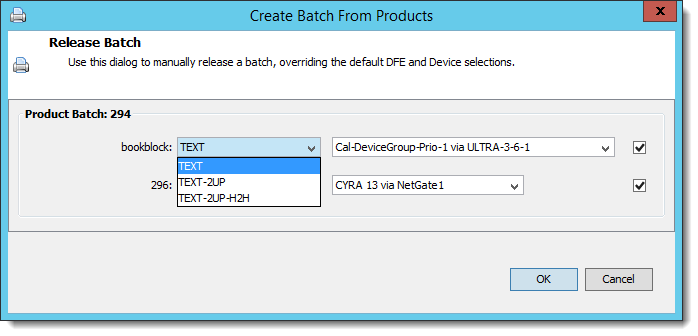 Create Batch From Products
x
Release Batch
Use this dialog to manually release a batch, overriding the default DFE and Device selections.
Product Batch: 294
bookblock: TEXT Cal-DeviceGroup-Prio-1 via ULTRA-3-6-1
TEXT
296: TEXT-2UP CYRA 13 via NetGate1
TEXT-2UP-H2H
OK Cancel